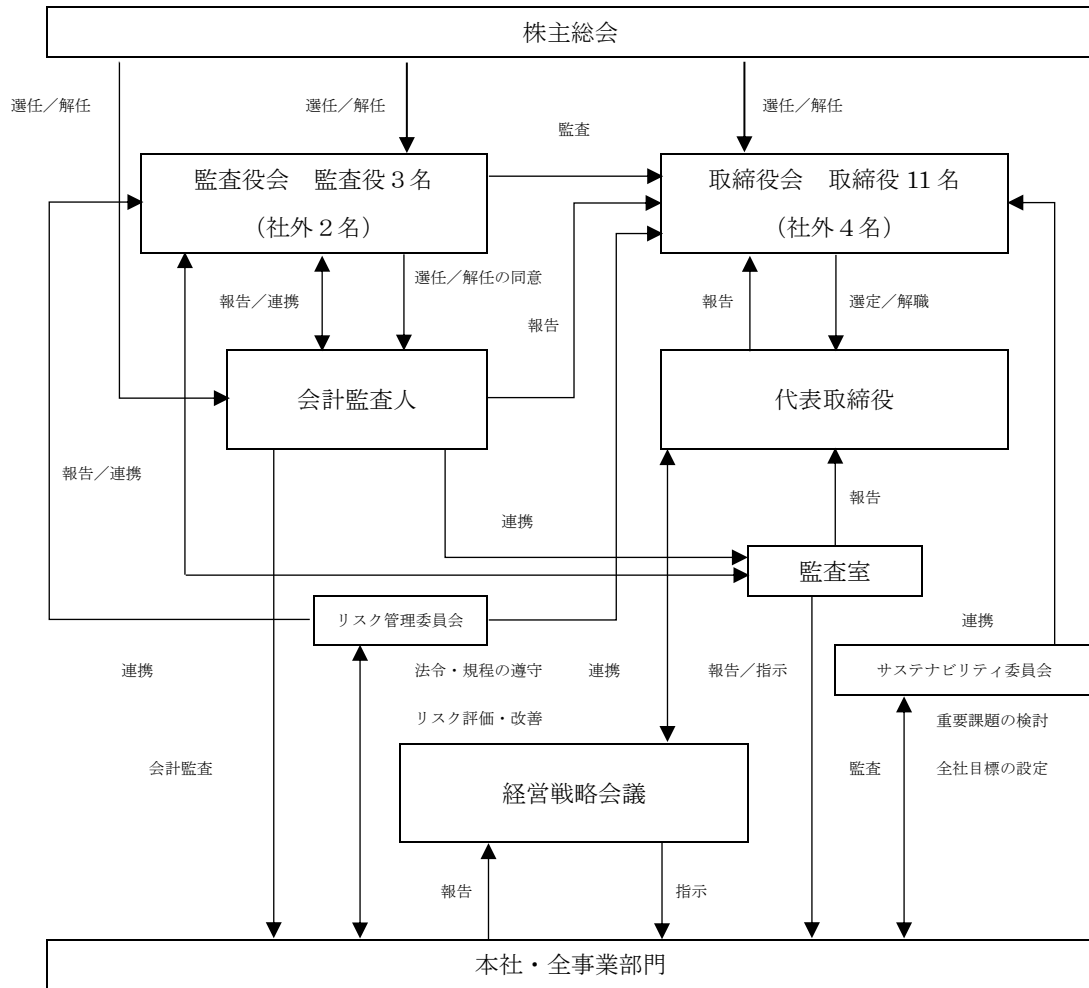 株主総会
選任／解任
選任／解任
選任／解任
監査
監査役会　監査役３名
（社外２名）
取締役会　取締役 11 名
（社外４名）
報告／連携
選任／解任の同意
報告
報告
選定／解職
会計監査人
代表取締役
報告／連携
連携
報告
監査室
リスク管理委員会
連携
連携
法令・規程の遵守
連携
報告／指示
サステナビリティ委員会
リスク評価・改善
重要課題の検討
会計監査
経営戦略会議
監査
全社目標の設定
報告
指示
本社・全事業部門